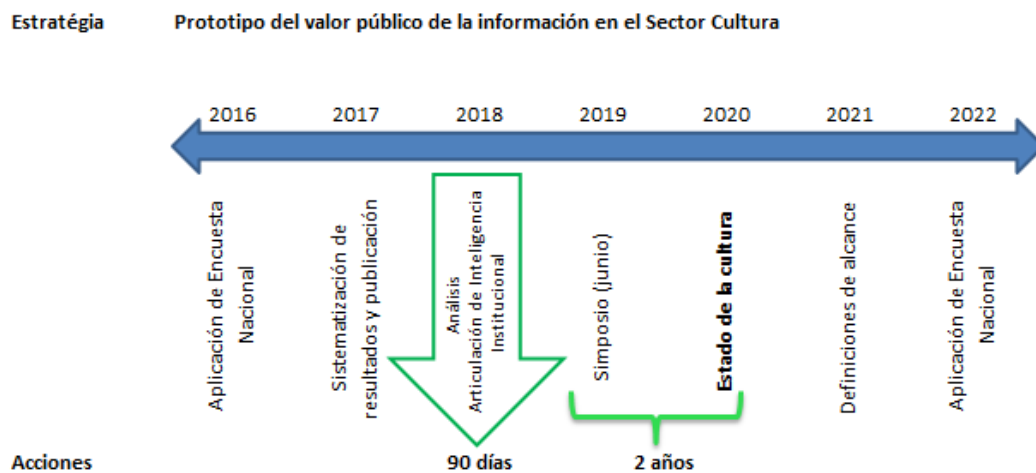 Estratégia
Prototipo del valor público de la información en el Sector Cultura
2016
2017
2018
2019
2020
2021
2022
Aplicación de Encuesta
Nacional
Sistematización de
resultados y publicación
Análisis
Articulación de Inteligencia
Institucional
Simposio (junio)
Estado de la cultura
Definiciones de alcance
Aplicación de Encuesta
Nacional
Acciones
90 días
2 años